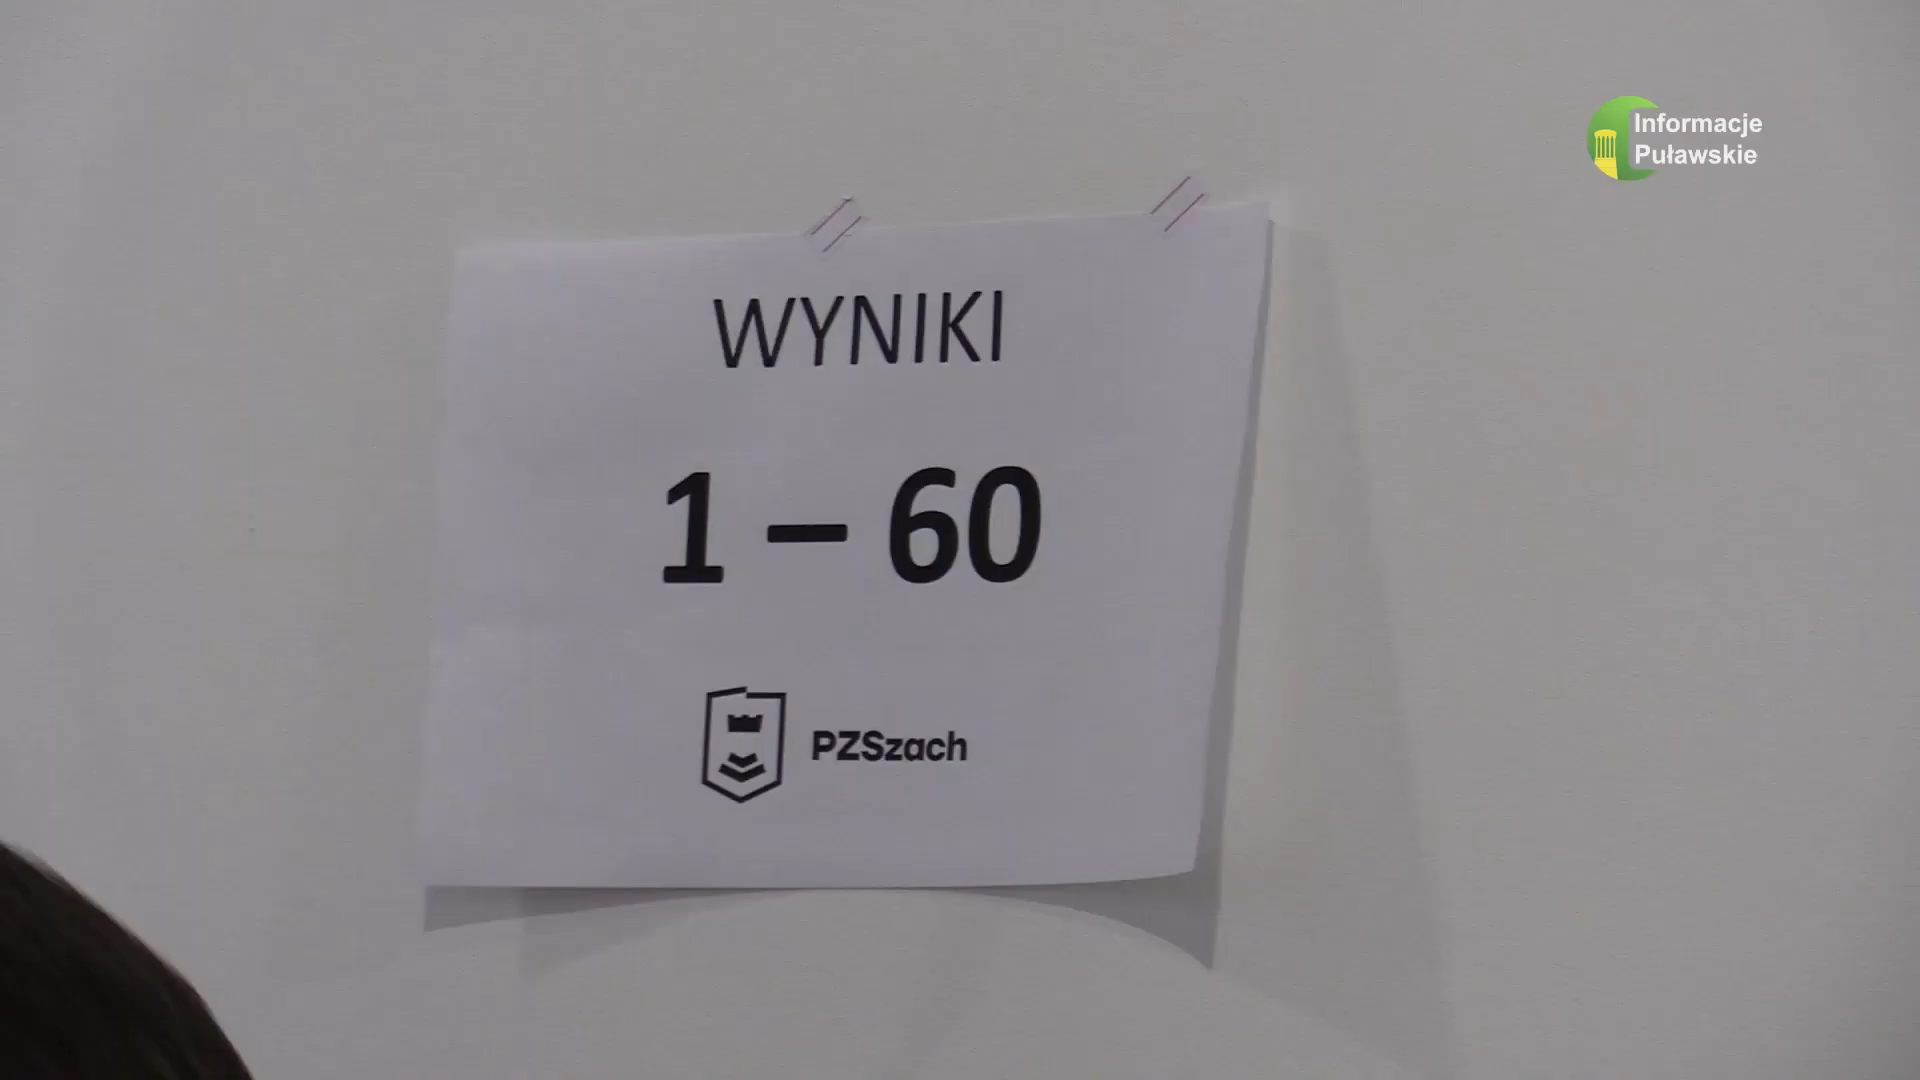 Informacje
Puławskie
WYNIKI
1 – 60
PZSzach